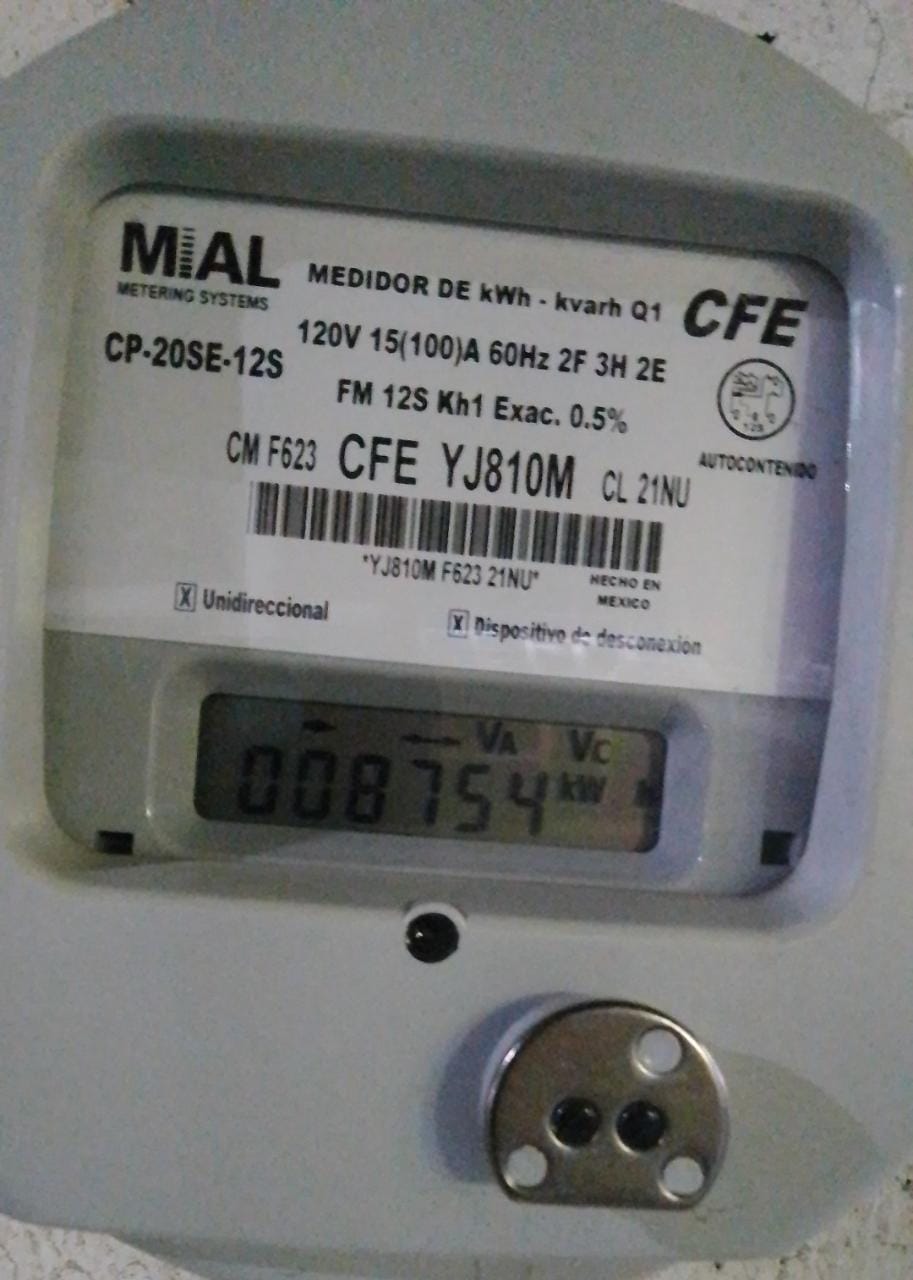 MIAL
METERING SYSTEMS
MEDIDOR DE kWh - kvarh Q1
CFE
CP-20SE-12S
120V 15(100)A 60Hz 2F 3H 2E
FM 12S Kh1 Exac. 0.5%
12S
AUTOCONTENIDO
CM F623 CFE YJ810M CL 21NU
*YJ810M F623 21NU*
HECHO EN
MEXICO
X Unidireccional
X Dispositivo de desconexión
VA VC
008754 kW